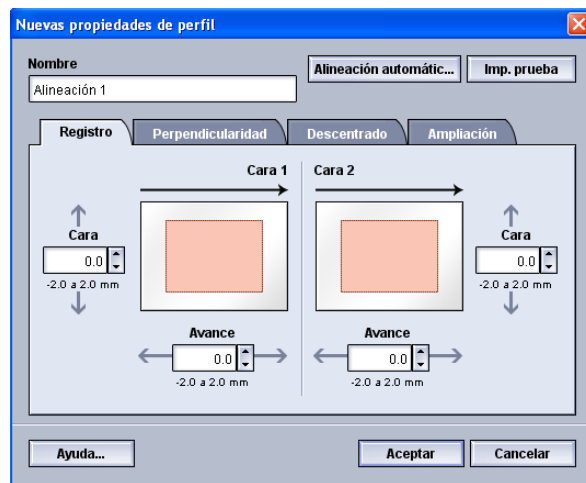 Nuevas propiedades de perfil
Nombre
Alineación automátic...
Imp. prueba
Alineación 1
Registro
Perpendicularidad
Descentrado
Ampliación
Cara 1
Cara 2
Cara
0.0
-2.0 a 2.0 mm
Cara
0.0
-2.0 a 2.0 mm
Avance
0.0
-2.0 a 2.0 mm
Avance
0.0
-2.0 a 2.0 mm
Ayuda...
Aceptar
Cancelar